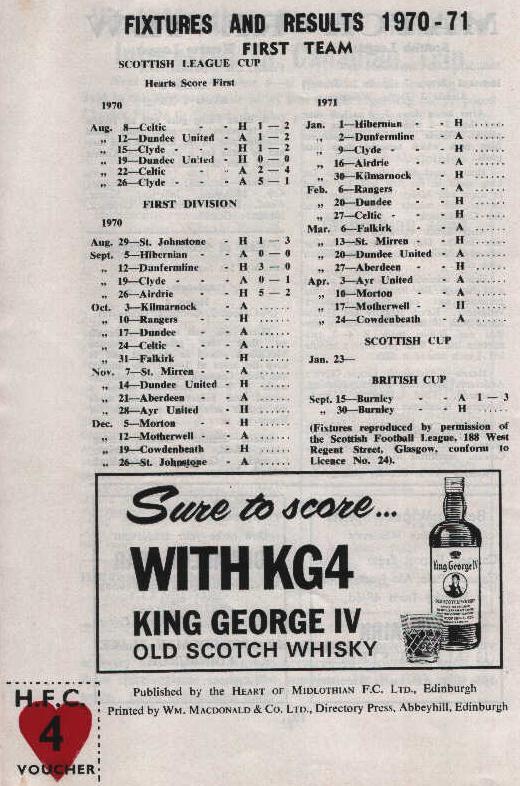 FIXTURES AND RESULTS 1970-71
FIRST TEAM
SCOTTISH LEAGUE CUP
Hearts Score First
1970
Aug. 8—Celtic - - H 1 — 2
„ 12—Dundee United - A 1 — 2
„ 15—Clyde - - H 1 — 2
„ 19—Dundee United - H 0 — 0
„ 22—Celtic - - A 2 — 4
„ 26—Clyde - - A 5 — 1
FIRST DIVISION
1970
Aug. 29—St. Johnstone - H 1 — 3
Sept. 5—Hibernian - A 0 — 0
„ 12—Dunfermline - H 3 — 0
„ 19—Clyde - - A 0 — 1
„ 26—Airdrie - H 5 — 2
Oct. 3—Kilmarnock - A ......
„ 10—Rangers - H ......
„ 17—Dundee - A ......
„ 24—Celtic - - A ......
„ 31—Falkirk - H ......
Nov. 7—St. Mirren - - A ......
„ 14—Dundee United - H ......
„ 21—Aberdeen - A ......
„ 28—Ayr United - H ......
Dec. 5—Morton - - H ......
„ 12—Motherwell - - A ......
„ 19—Cowdenbeath - H ......
„ 26—St. Johnstone - A ......
1971
Jan. 1—Hibernian - - H ......
„ 2—Dunfermline - A ......
„ 9—Clyde - - H ......
„ 16—Airdrie - - A ......
„ 30—Kilmarnock - H ......
Feb. 6—Rangers - - A ......
„ 20—Dundee - - H ......
„ 27—Celtic - - H ......
Mar. 6—Falkirk - - A ......
„ 13—St. Mirren - - H ......
„ 20—Dundee United - A ......
„ 27—Aberdeen - - H ......
Apr. 3—Ayr United - A ......
„ 10—Morton - - A ......
„ 17—Motherwell - H ......
„ 24—Cowdenbeath - A ......
SCOTTISH CUP
Jan. 23—
BRITISH CUP
Sept. 15—Burnley - - A 1 — 3
„ 30—Burnley - - H ......
(Fixtures reproduced by permission of
the Scottish Football League, 188 West
Regent Street, Glasgow, conform to
Licence No. 24).
Sure to score...
WITH KG4
KING GEORGE IV
OLD SCOTCH WHISKY
King George IV
OLD SCOTCH WHISKY
Published by the HEART OF MIDLOTHIAN F.C. LTD., Edinburgh
Printed by WM. MACDONALD & CO. LTD., Directory Press, Abbeyhill, Edinburgh
H.F.C.
4
VOUCHER